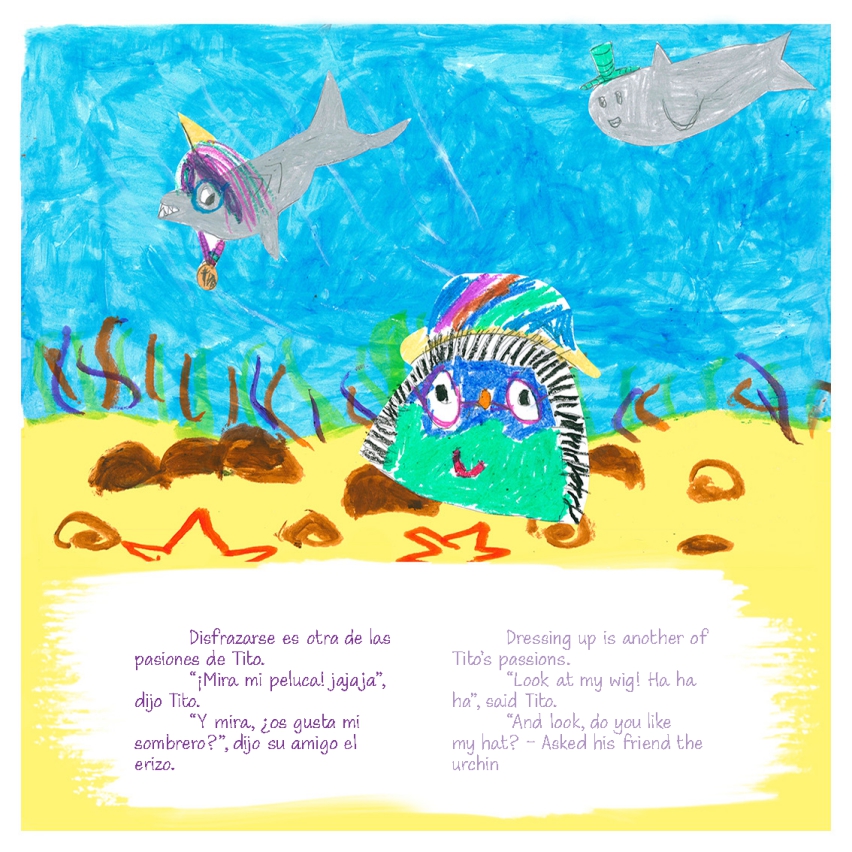 Disfrazarse es otra de las
pasiones de Tito.
"¡Mira mi peluca! jajaja",
dijo Tito.
"Y mira, ¿os gusta mi
sombrero?", dijo su amigo el
erizo.
Dressing up is another of
Tito's passions.
"Look at my wig! Ha ha
ha", said Tito.
"And look, do you like
my hat? - Asked his friend the
urchin